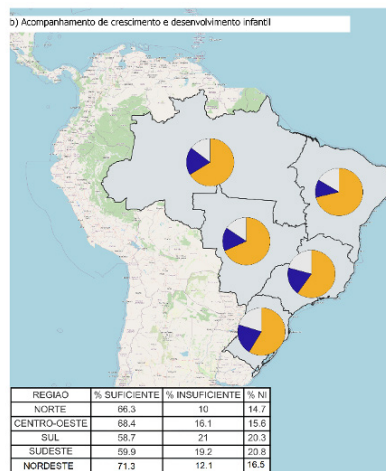 b) Acompanhamento de crescimento e desenvolvimento infantil
REGIAO % SUFICIENTE % INSUFICIENTE % NI
NORTE 66.3 10 14.7
CENTRO-OESTE 68.4 16.1 15.6
SUL 58.7 21 20.3
SUDESTE 59.9 19.2 20.8
NORDESTE 71.3 12.1 16.5